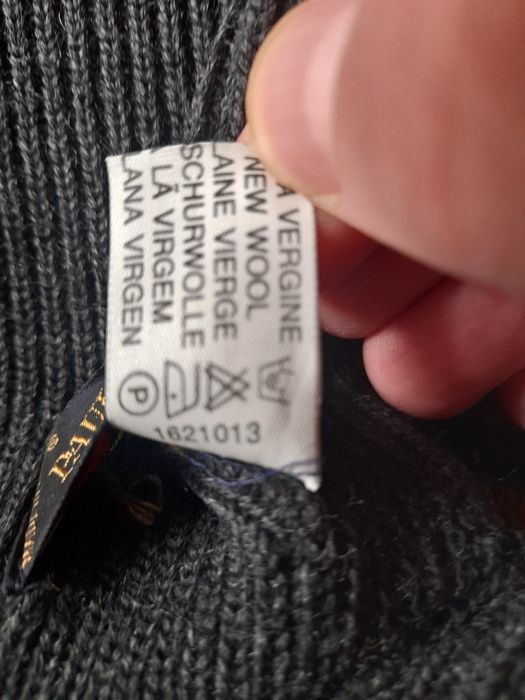 A VERGINE
NEW WOOL
LAINE VIERGE
SCHURWOLLE
LÃ VIRGEM
LANA VIRGEN
P
1621013